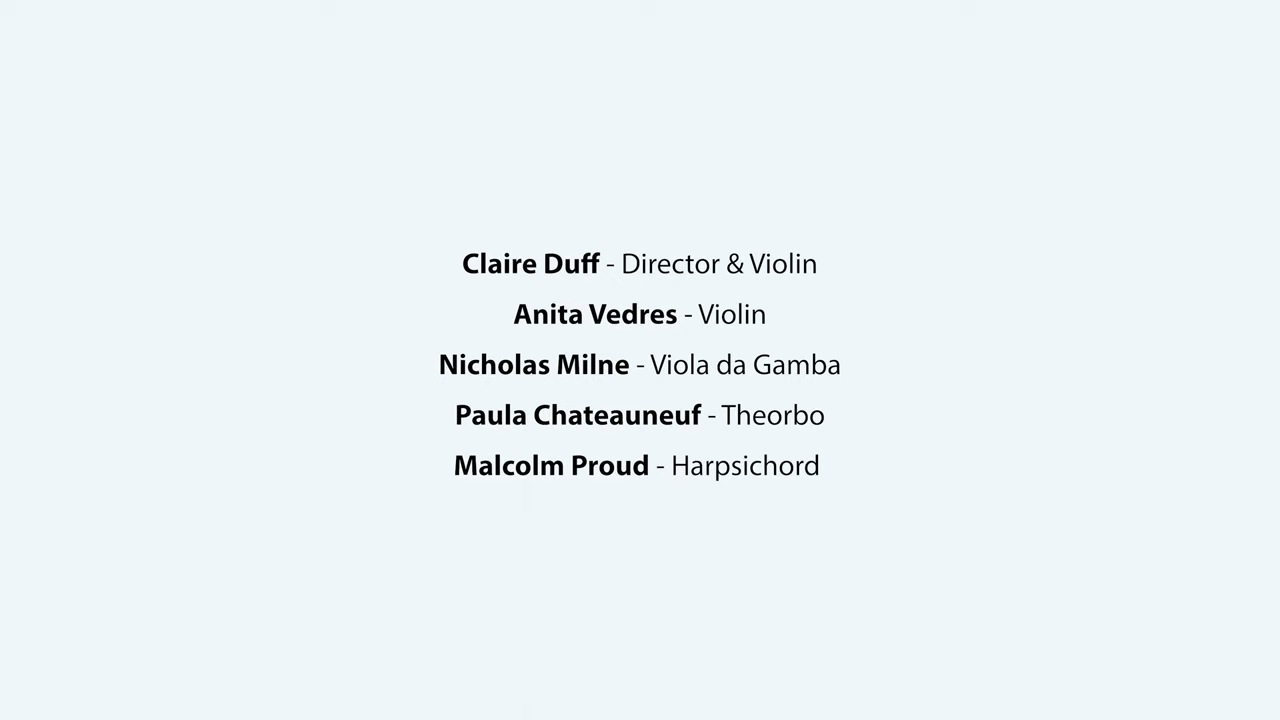 Claire Duff - Director & Violin
Anita Vedres - Violin
Nicholas Milne - Viola da Gamba
Paula Chateauneuf - Theorbo
Malcolm Proud - Harpsichord